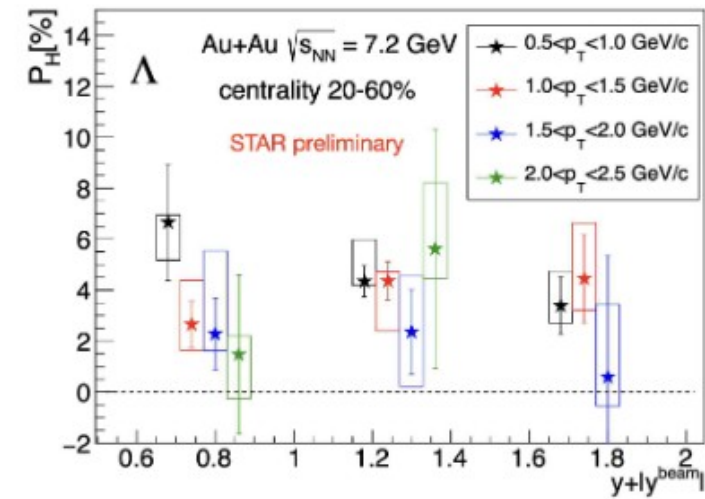 P_H[%]
14
12
10
8
6
4
2
0
−2
Λ
Au+Au √s_NN = 7.2 GeV
centrality 20-60%
STAR preliminary
0.5<p_T<1.0 GeV/c
1.0<p_T<1.5 GeV/c
1.5<p_T<2.0 GeV/c
2.0<p_T<2.5 GeV/c
0.6 0.8 1 1.2 1.4 1.6 1.8 2
y+|y^beam|